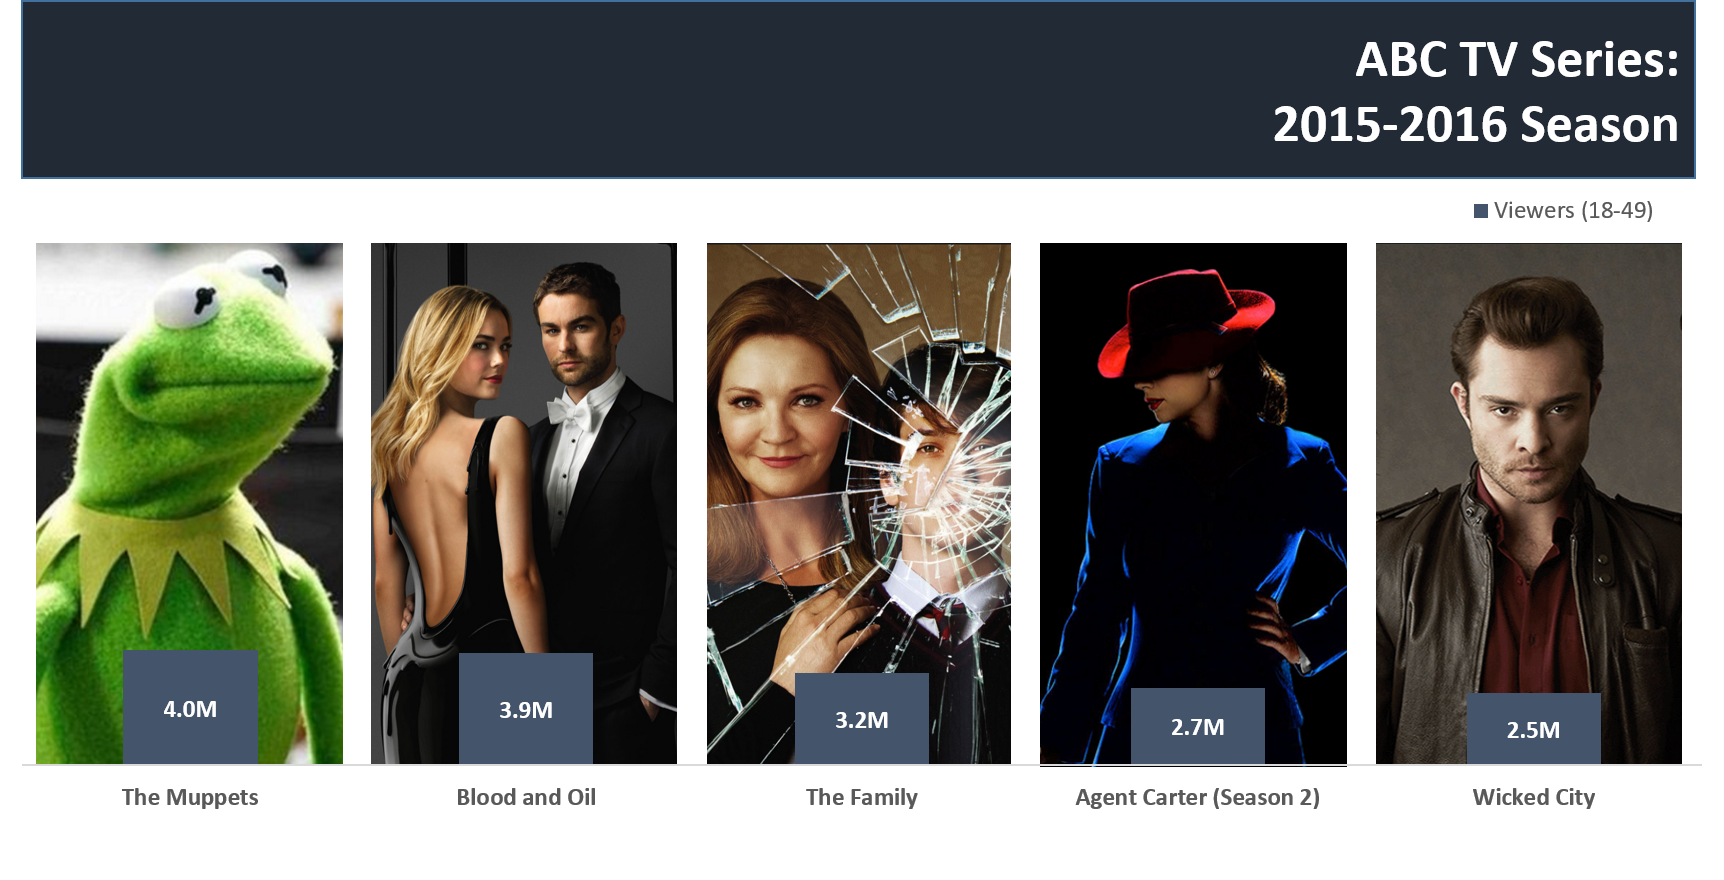 ABC TV Series:
2015-2016 Season
Viewers (18-49)
4.0M
3.9M
3.2M
2.7M
2.5M
The Muppets
Blood and Oil
The Family
Agent Carter (Season 2)
Wicked City